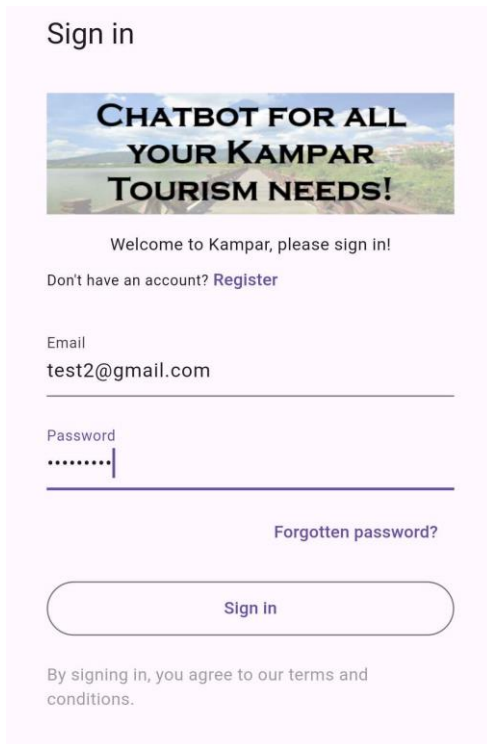 Sign in
CHATBOT FOR ALL
YOUR KAMPAR
TOURISM NEEDS!
Welcome to Kampar, please sign in!
Don't have an account? Register
Email
test2@gmail.com
Password
•••••••••
Forgotten password?
Sign in
By signing in, you agree to our terms and
conditions.